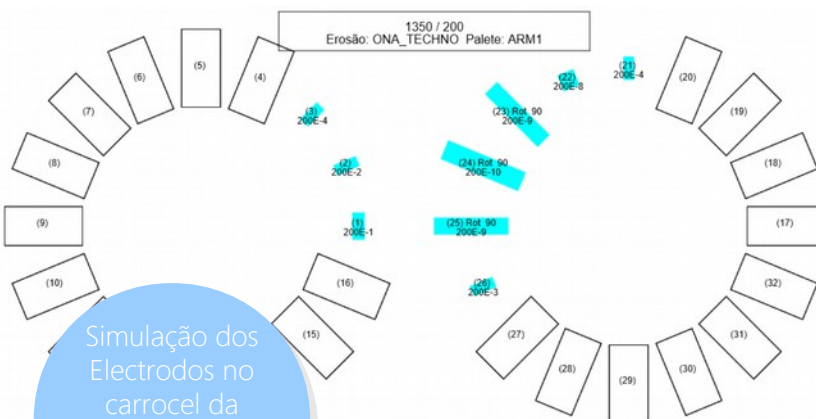 1350 / 200
Erosão: ONA_TECHNO Palete: ARM1
(5)
(6)
(4)
(7)
(3)
200E-4
(8)
(2)
200E-2
(9)
(1)
200E-1
(10)
(16)
(15)
(21)
200E-4
(22)
200E-8
(20)
(23) Rot 90
200E-9
(19)
(24) Rot 90
200E-10
(18)
(25) Rot 90
200E-9
(17)
(26)
200E-3
(32)
(27)
(31)
(28)
(30)
(29)
Simulação dos
Electrodos no
carrocel da